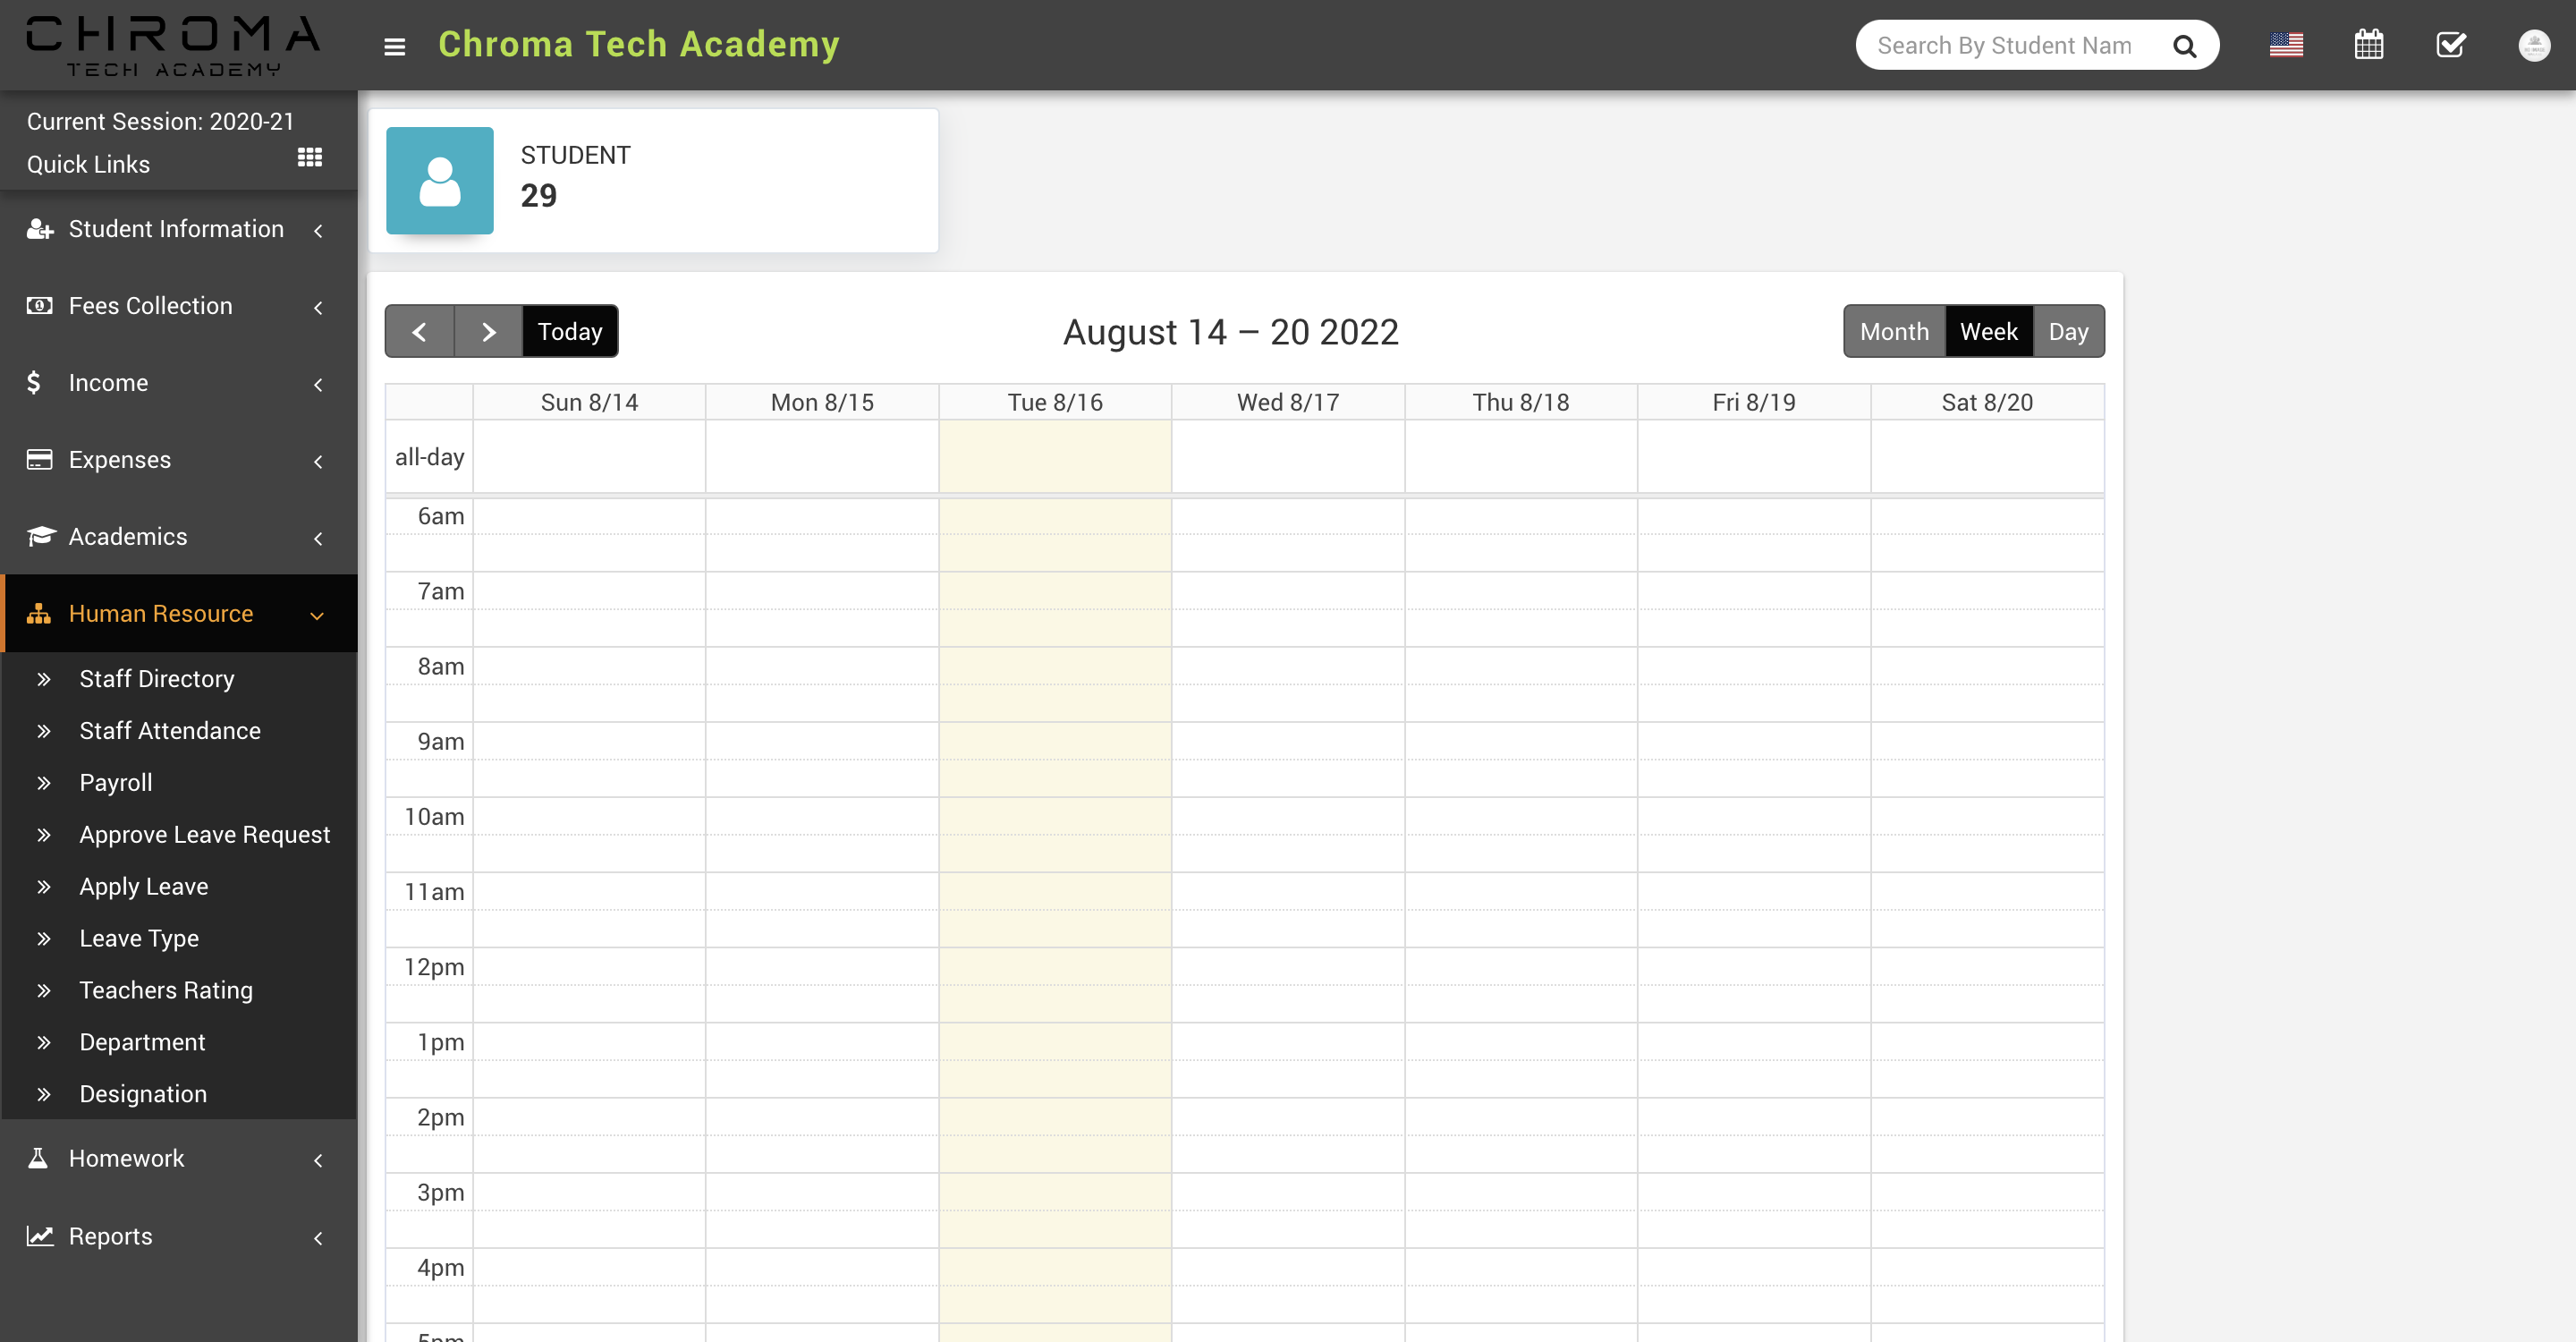 CHROMA
TECH ACADEMY
Chroma Tech Academy
Search By Student Nam
Current Session: 2020-21
Quick Links
Student Information
Fees Collection
Income
Expenses
Academics
Human Resource
Staff Directory
Staff Attendance
Payroll
Approve Leave Request
Apply Leave
Leave Type
Teachers Rating
Department
Designation
Homework
Reports
STUDENT
29
Today
August 14 – 20 2022
Month Week Day
Sun 8/14 Mon 8/15 Tue 8/16 Wed 8/17 Thu 8/18 Fri 8/19 Sat 8/20
all-day
6am
7am
8am
9am
10am
11am
12pm
1pm
2pm
3pm
4pm
5pm